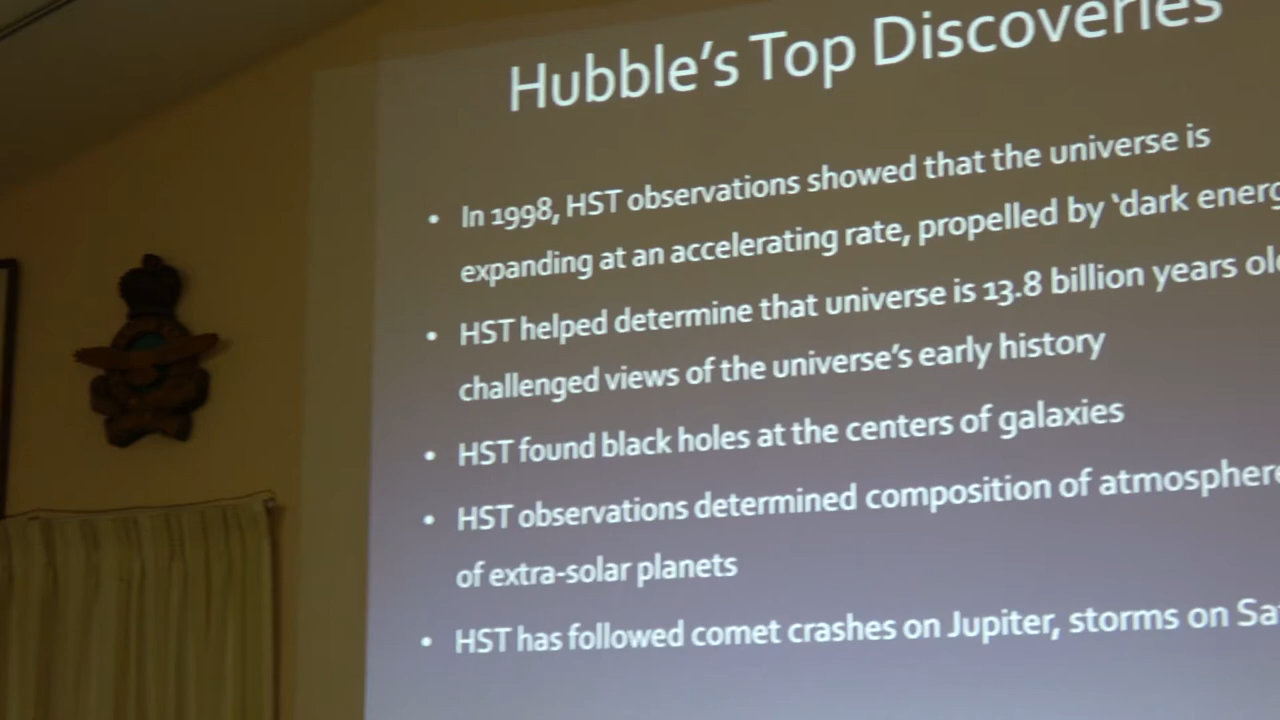 Hubble's Top Discoveries
• In 1998, HST observations showed that the universe is
expanding at an accelerating rate, propelled by 'dark
• HST helped determine that universe is 13.8 billion years
challenged views of the universe's early history
• HST found black holes at the centers of galaxies
• HST observations determined composition of
of extra-solar planets
• HST has followed comet crashes on Jupiter, storms on